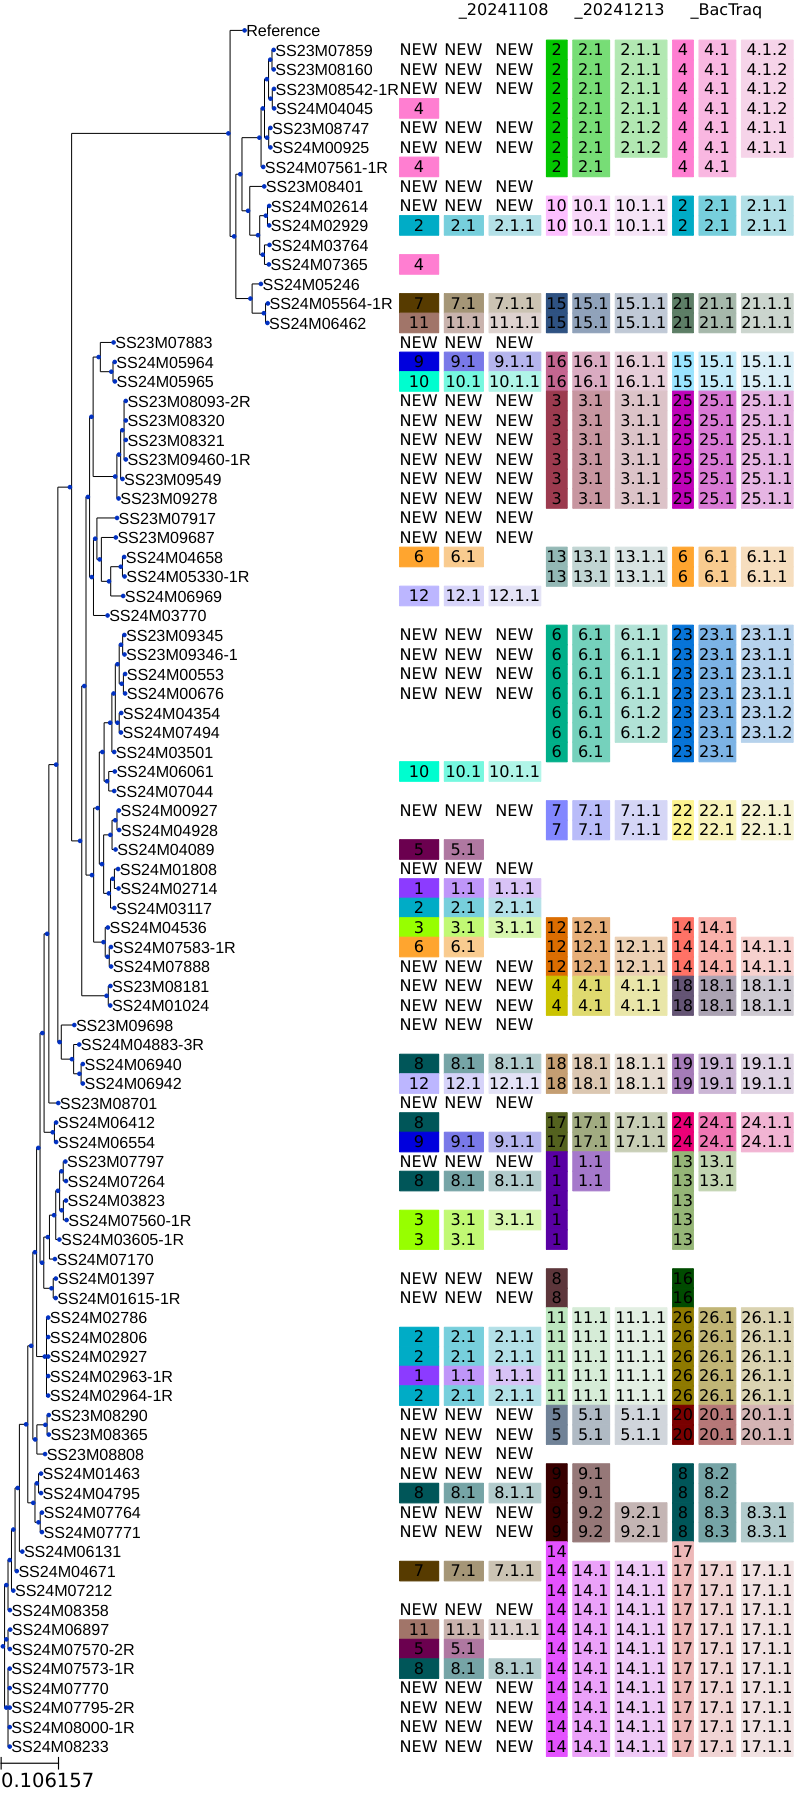 _20241108 _20241213 _BacTraq
Reference
SS23M07859 NEW NEW NEW 2 2.1 2.1.1 4 4.1 4.1.2
SS23M08160 NEW NEW NEW 2 2.1 2.1.1 4 4.1 4.1.2
SS23M08542-1R NEW NEW NEW 2 2.1 2.1.1 4 4.1 4.1.2
SS24M04045 4 2 2.1 2.1.1 4 4.1 4.1.2
SS23M08747 NEW NEW NEW 2 2.1 2.1.2 4 4.1 4.1.1
SS24M00925 NEW NEW NEW 2 2.1 2.1.2 4 4.1 4.1.1
SS24M07561-1R 4 2 2.1 4 4.1
SS23M08401 NEW NEW NEW
SS24M02614 NEW NEW NEW 10 10.1 10.1.1 2 2.1 2.1.1
SS24M02929 2 2.1 2.1.1 10 10.1 10.1.1 2 2.1 2.1.1
SS24M03764
SS24M07365 4
SS24M05246
SS24M05564-1R 7 7.1 7.1.1 15 15.1 15.1.1 21 21.1 21.1.1
SS24M06462 11 11.1 11.1.1 15 15.1 15.1.1 21 21.1 21.1.1
SS23M07883 NEW NEW NEW
SS24M05964 9 9.1 9.1.1 16 16.1 16.1.1 15 15.1 15.1.1
SS24M05965 10 10.1 10.1.1 16 16.1 16.1.1 15 15.1 15.1.1
SS23M08093-2R NEW NEW NEW 3 3.1 3.1.1 25 25.1 25.1.1
SS23M08320 NEW NEW NEW 3 3.1 3.1.1 25 25.1 25.1.1
SS23M08321 NEW NEW NEW 3 3.1 3.1.1 25 25.1 25.1.1
SS23M09460-1R NEW NEW NEW 3 3.1 3.1.1 25 25.1 25.1.1
SS23M09549 NEW NEW NEW 3 3.1 3.1.1 25 25.1 25.1.1
SS23M09278 NEW NEW NEW 3 3.1 3.1.1 25 25.1 25.1.1
SS23M07917 NEW NEW NEW
SS23M09687 NEW NEW NEW
SS24M04658 6 6.1 13 13.1 13.1.1 6 6.1 6.1.1
SS24M05330-1R 13 13.1 13.1.1 6 6.1 6.1.1
SS24M06969 12 12.1 12.1.1
SS24M03770
SS23M09345 NEW NEW NEW 6 6.1 6.1.1 23 23.1 23.1.1
SS23M09346-1 NEW NEW NEW 6 6.1 6.1.1 23 23.1 23.1.1
SS24M00553 NEW NEW NEW 6 6.1 6.1.1 23 23.1 23.1.1
SS24M00676 NEW NEW NEW 6 6.1 6.1.1 23 23.1 23.1.1
SS24M04354 6 6.1 6.1.2 23 23.1 23.1.2
SS24M07494 6 6.1 6.1.2 23 23.1 23.1.2
SS24M03501 6 6.1 23 23.1
SS24M06061 10 10.1 10.1.1
SS24M07044
SS24M00927 NEW NEW NEW 7 7.1 7.1.1 22 22.1 22.1.1
SS24M04928 7 7.1 7.1.1 22 22.1 22.1.1
SS24M04089 5 5.1
SS24M01808 NEW NEW NEW
SS24M02714 1 1.1 1.1.1
SS24M03117 2 2.1 2.1.1
SS24M04536 3 3.1 3.1.1 12 12.1 14 14.1
SS24M07583-1R 6 6.1 12 12.1 12.1.1 14 14.1 14.1.1
SS24M07888 NEW NEW NEW 12 12.1 12.1.1 14 14.1 14.1.1
SS23M08181 NEW NEW NEW 4 4.1 4.1.1 18 18.1 18.1.1
SS24M01024 NEW NEW NEW 4 4.1 4.1.1 18 18.1 18.1.1
SS23M09698 NEW NEW NEW
SS24M04883-3R
SS24M06940 8 8.1 8.1.1 18 18.1 18.1.1 19 19.1 19.1.1
SS24M06942 12 12.1 12.1.1 18 18.1 18.1.1 19 19.1 19.1.1
SS23M08701 NEW NEW NEW
SS24M06412 8 17 17.1 17.1.1 24 24.1 24.1.1
SS24M06554 9 9.1 9.1.1 17 17.1 17.1.1 24 24.1 24.1.1
SS23M07797 NEW NEW NEW 1 1.1 13 13.1
SS24M07264 8 8.1 8.1.1 1 1.1 13 13.1
SS24M03823 1 13
SS24M07560-1R 3 3.1 3.1.1 1 13
SS24M03605-1R 3 3.1 1 13
SS24M07170
SS24M01397 NEW NEW NEW 8 16
SS24M01615-1R NEW NEW NEW 8 16
SS24M02786 11 11.1 11.1.1 26 26.1 26.1.1
SS24M02806 2 2.1 2.1.1 11 11.1 11.1.1 26 26.1 26.1.1
SS24M02927 2 2.1 2.1.1 11 11.1 11.1.1 26 26.1 26.1.1
SS24M02963-1R 1 1.1 1.1.1 11 11.1 11.1.1 26 26.1 26.1.1
SS24M02964-1R 2 2.1 2.1.1 11 11.1 11.1.1 26 26.1 26.1.1
SS23M08290 NEW NEW NEW 5 5.1 5.1.1 20 20.1 20.1.1
SS23M08365 NEW NEW NEW 5 5.1 5.1.1 20 20.1 20.1.1
SS23M08808 NEW NEW NEW
SS24M01463 NEW NEW NEW 9 9.1 8 8.2
SS24M04795 8 8.1 8.1.1 9 9.1 8 8.2
SS24M07764 NEW NEW NEW 9 9.2 9.2.1 8 8.3 8.3.1
SS24M07771 NEW NEW NEW 9 9.2 9.2.1 8 8.3 8.3.1
SS24M06131 14 17
SS24M04671 7 7.1 7.1.1 14 14.1 14.1.1 17 17.1 17.1.1
SS24M07212 14 14.1 14.1.1 17 17.1 17.1.1
SS24M08358 NEW NEW NEW 14 14.1 14.1.1 17 17.1 17.1.1
SS24M06897 11 11.1 11.1.1 14 14.1 14.1.1 17 17.1 17.1.1
SS24M07570-2R 5 5.1 14 14.1 14.1.1 17 17.1 17.1.1
SS24M07573-1R 8 8.1 8.1.1 14 14.1 14.1.1 17 17.1 17.1.1
SS24M07770 NEW NEW NEW 14 14.1 14.1.1 17 17.1 17.1.1
SS24M07795-2R NEW NEW NEW 14 14.1 14.1.1 17 17.1 17.1.1
SS24M08000-1R NEW NEW NEW 14 14.1 14.1.1 17 17.1 17.1.1
SS24M08233 NEW NEW NEW 14 14.1 14.1.1 17 17.1 17.1.1
0.106157